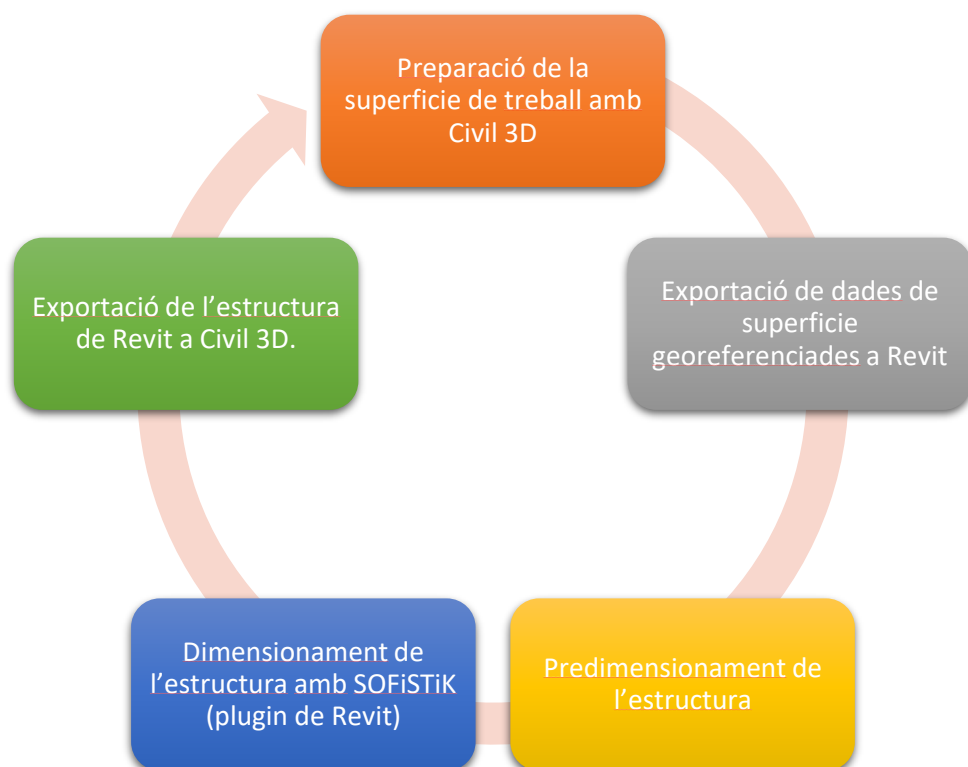 Preparació de la
superficie de treball amb
Civil 3D
Exportació de dades de
superficie
georeferenciades a Revit
Predimensionament de
l’estructura
Dimensionament de
l’estructura amb SOFiSTiK
(plugin de Revit)
Exportació de l’estructura
de Revit a Civil 3D.